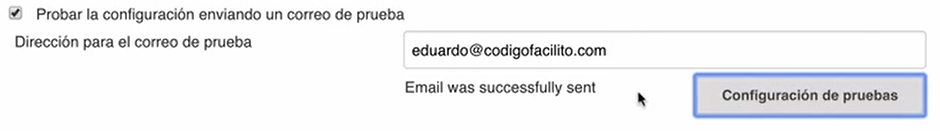 Probar la configuración enviando un correo de prueba
Dirección para el correo de prueba
eduardo@codigofacilito.com
Email was successfully sent
Configuración de pruebas